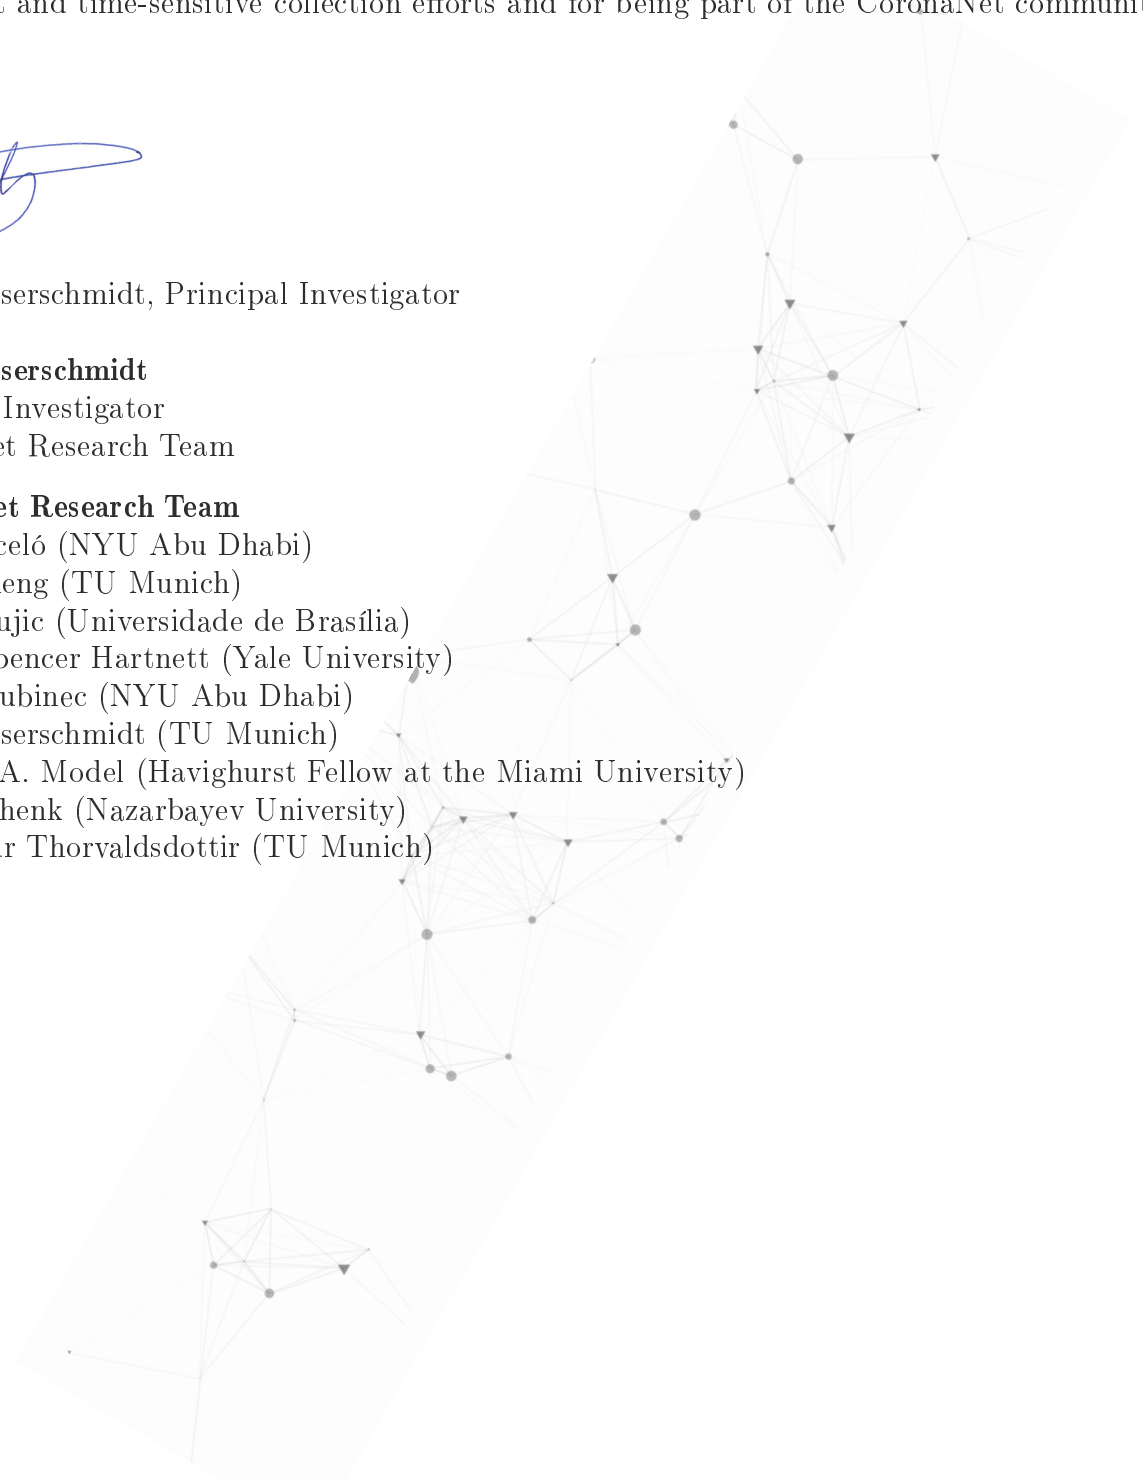 and time-sensitive collection efforts and for being part of the CoronaNet
serschmidt, Principal Investigator
serschmidt
Investigator
et Research Team
et Research Team
celó (NYU Abu Dhabi)
eng (TU Munich)
ujic (Universidade de Brasília)
pencer Hartnett (Yale University)
ubinec (NYU Abu Dhabi)
serschmidt (TU Munich)
A. Model (Havighurst Fellow at the Miami University)
henk (Nazarbayev University)
r Thorvaldsdottir (TU Munich)